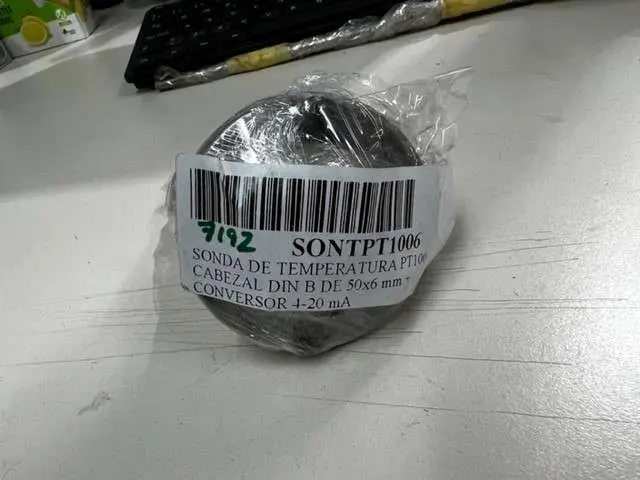 7192
SONTPT1006
SONDA DE TEMPERATURA PT100
CABEZAL DIN B DE 50x6 mm +
CONVERSOR 4-20 mA